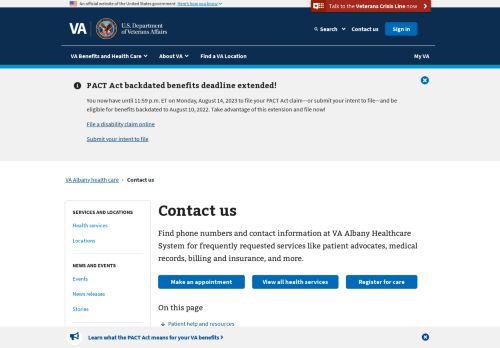 An official website of the United States government Here's how you know
Talk to the Veterans Crisis Line now
VA
U.S. Department
of Veterans Affairs
Search
Contact us
Sign in
VA Benefits and Health Care
About VA
Find a VA Location
My VA
PACT Act backdated benefits deadline extended!
You now have until 11:59 p.m. ET on Monday, August 14, 2023 to file your PACT Act claim—or submit your intent to file—and be
eligible for benefits backdated to August 10, 2022. Take advantage of this extension and file now!
File a disability claim online
Submit your intent to file
VA Albany health care › Contact us
SERVICES AND LOCATIONS
Health services
Locations
NEWS AND EVENTS
Events
News releases
Stories
Contact us
Find phone numbers and contact information at VA Albany Healthcare
System for frequently requested services like patient advocates, medical
records, billing and insurance, and more.
Make an appointment
View all health services
Register for care
On this page
Patient help and resources
Learn what the PACT Act means for your VA benefits